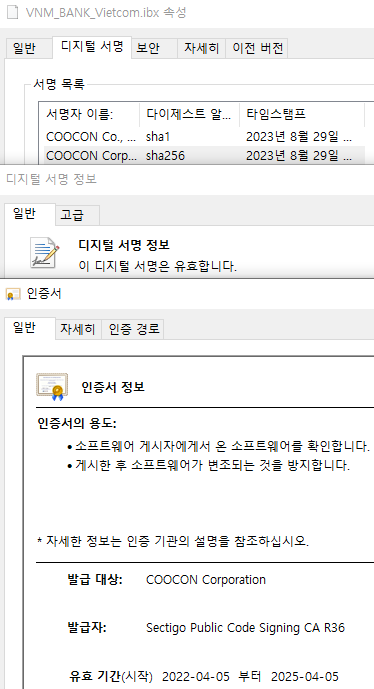 VNM_BANK_Vietcom.ibx 속성
일반 디지털 서명 보안 자세히 이전 버전
서명 목록
서명자 이름: 다이제스트 알... 타임스탬프
COOCON Co., ... sha1 2023년 8월 29일 ...
COOCON Corp... sha256 2023년 8월 29일 ...
디지털 서명 정보
일반 고급
디지털 서명 정보
이 디지털 서명은 유효합니다.
인증서
일반 자세히 인증 경로
인증서 정보
인증서의 용도:
• 소프트웨어 게시자에게서 온 소프트웨어를 확인합니다.
• 게시한 후 소프트웨어가 변조되는 것을 방지합니다.
* 자세한 정보는 인증 기관의 설명을 참조하십시오.
발급 대상: COOCON Corporation
발급자: Sectigo Public Code Signing CA R36
유효 기간(시작) 2022-04-05 부터 2025-04-05